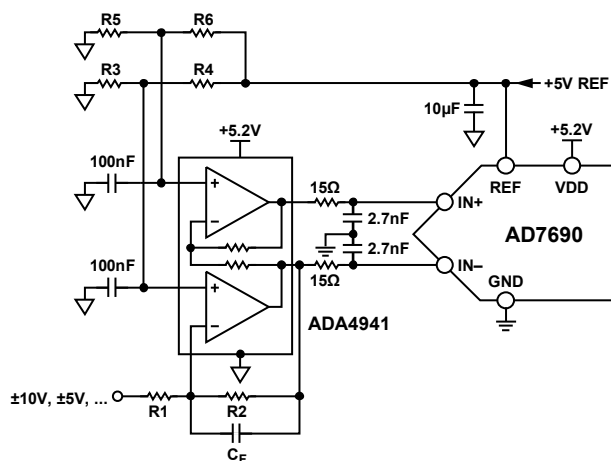 R5
R6
R3
R4
+5V REF
10µF
+5.2V
+5.2V
100nF
REF
VDD
15Ω
+
−
2.7nF
IN+
AD7690
2.7nF
IN−
100nF
15Ω
GND
+
−
ADA4941
±10V, ±5V, ...
R1
R2
CF